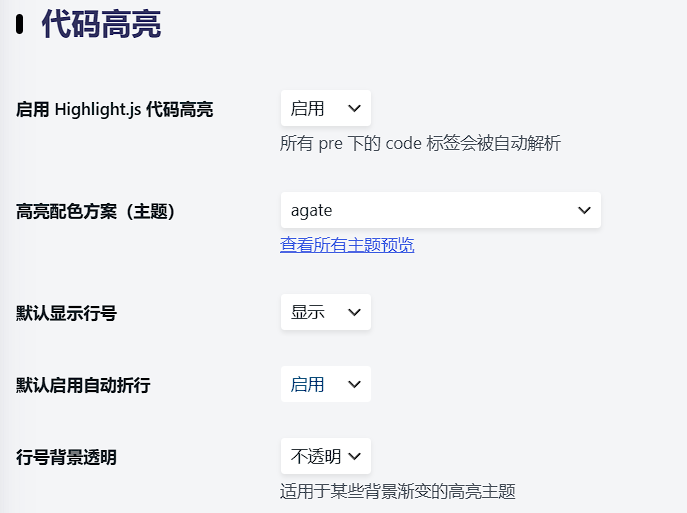 代码高亮
启用 Highlight.js 代码高亮
启用
所有 pre 下的 code 标签会被自动解析
高亮配色方案（主题）
agate
查看所有主题预览
默认显示行号
显示
默认启用自动折行
启用
行号背景透明
不透明
适用于某些背景渐变的高亮主题